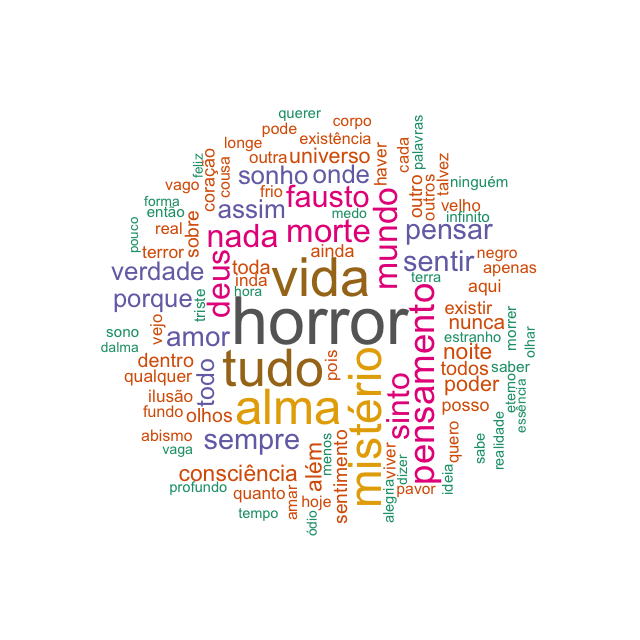 querer
corpo
pode
existência
longe
outra
universo
haver
cada
palavras
feliz
coração
cousa
sonho
onde
outro
outros
talvez
ninguém
vago
frio
fausto
velho
forma
assim
medo
mundo
infinito
então
real
sobre
nada
morte
pensar
pouco
terror
deus
toda
ainda
sentir
negro
apenas
verdade
inda
vida
terra
aqui
porque
triste
hora
horror
pensamento
existir
nunca
morrer
sono
vejo
amor
estranho
olhar
dalma
dentro
todo
tudo
pois
mistério
noite
todos
saber
qualquer
sinto
poder
eternos
essência
ilusão
alma
posso
fundo
olhos
abismo
sempre
menos
sentimento
viver
quero
sabe
realidade
vaga
consciência
além
dizer
ideia
profundo
quanto
amar
hoje
alegria
pavor
tempo
ódio